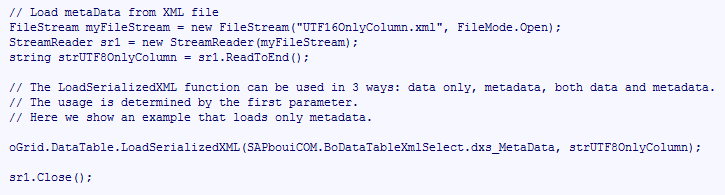 // Load metaData from XML file
FileStream myFileStream = new FileStream("UTF16OnlyColumn.xml", FileMode.Open);
StreamReader sr1 = new StreamReader(myFileStream);
string strUTF8OnlyColumn = sr1.ReadToEnd();
// The LoadSerializedXML function can be used in 3 ways: data only, metadata, both data and metadata.
// The usage is determined by the first parameter.
// Here we show an example that loads only metadata.
oGrid.DataTable.LoadSerializedXML(SAPbouiCOM.BoDataTableXmlSelect.dxs_MetaData, strUTF8OnlyColumn);
sr1.Close();